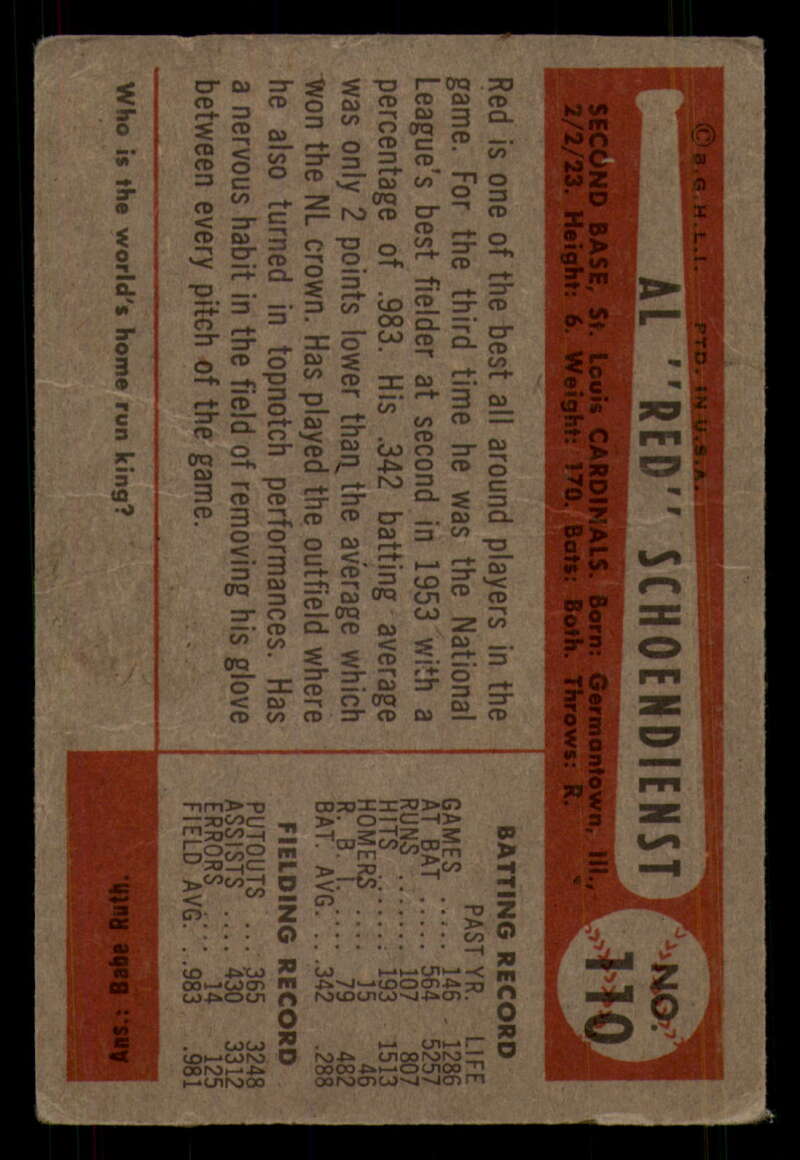 © B.G.H.L.I. PTD. IN U.S.A.
AL "RED" SCHOENDIENST
NO.
110
SECOND BASE, St. Louis CARDINALS. Born: Germantown, Ill.,
2/2/23. Height: 6. Weight: 170. Bats: Both. Throws: R.
Red is one of the best all around players in the
game. For the third time he was the National
League's best fielder at second in 1953 with a
percentage of .983. His .342 batting average
was only 2 points lower than the average which
won the NL crown. Has played the outfield where
he also turned in topnotch performances. Has
a nervous habit in the field of removing his glove
between every pitch of the game.
BATTING RECORD
PAST YR. LIFE
GAMES ..... 146 1286
AT BAT ..... 564 5257
RUNS ....... 107 807
HITS ....... 193 1513
HOMERS .... 15 46
R. B. I. .... 79 482
BAT. AVG. ... .342 .288
FIELDING RECORD
PUTOUTS ... 365 3248
ASSISTS .... 430 3312
ERRORS .... 14 125
FIELD AVG. .. .983 .981
Who is the world's home run king?
Ans.: Babe Ruth.